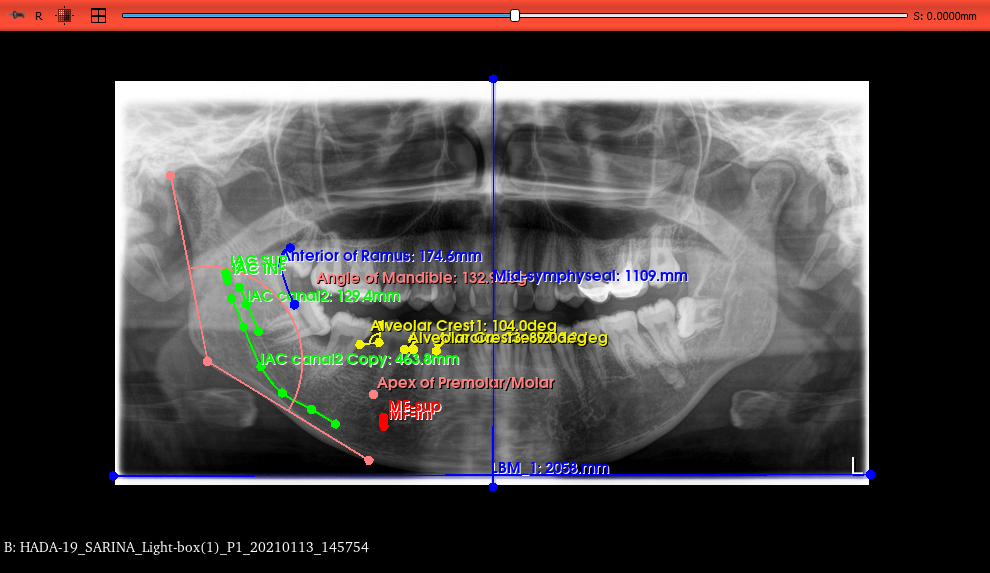 R
S: 0.0000mm
Anterior of Ramus: 174.6mm
IAC SUP
IAC INF
Angle of Mandible: 132.
Mid-symphyseal: 1109.mm
IAC canal2: 129.4mm
Alveolar Crest1: 104.0deg
IAC canal2 Copy: 463.8mm
Apex of Premolar/Molar
MF-sup
MF-inf
LBM_1: 2058.mm
L
B: HADA-19_SARINA_Light-box(1)_P1_20210113_145754